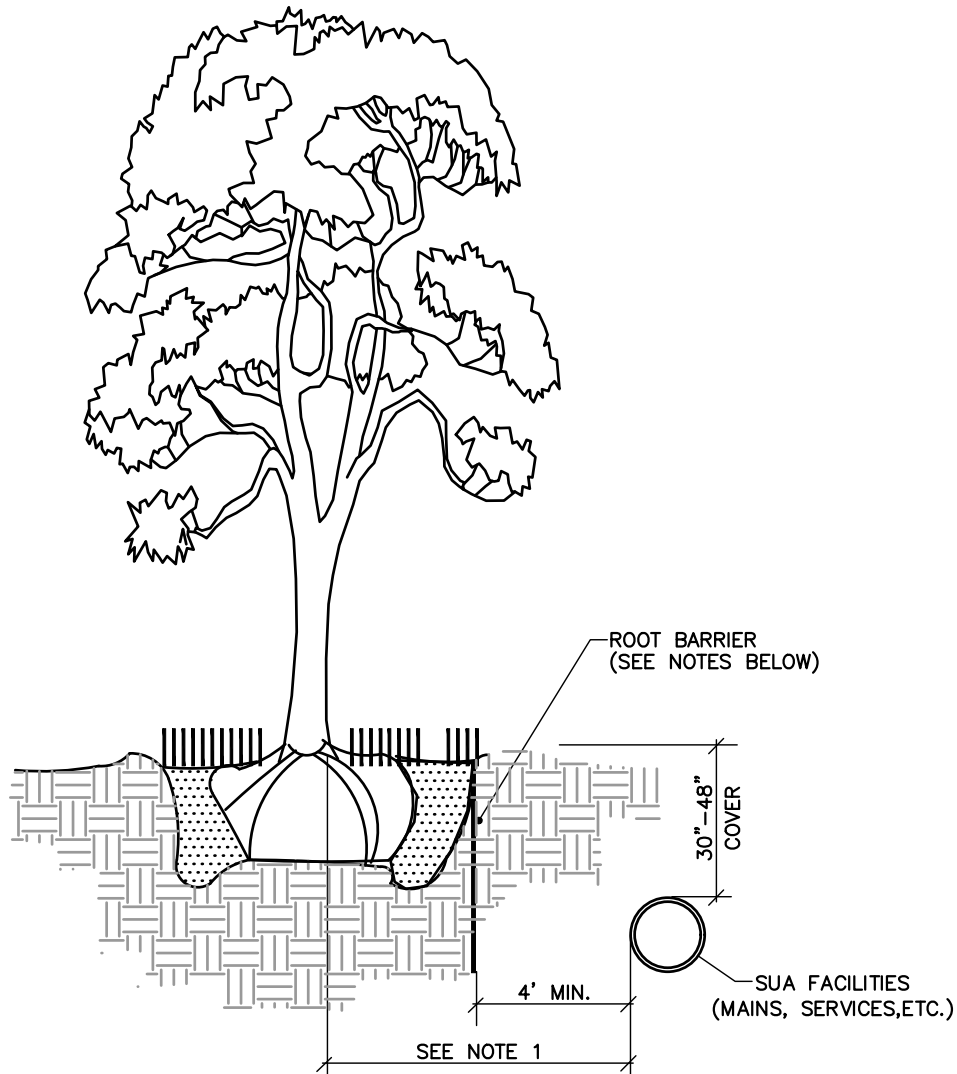 ROOT BARRIER
(SEE NOTES BELOW)
30"-48"
COVER
4' MIN.
SUA FACILITIES
(MAINS, SERVICES,ETC.)
SEE NOTE 1